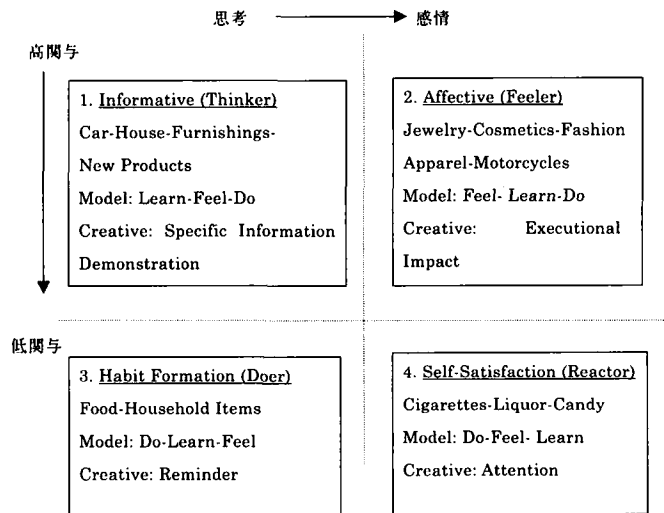 思考
感情
高関与
1. Informative (Thinker)
Car-House-Furnishings-
New Products
Model: Learn-Feel-Do
Creative: Specific Information
Demonstration
2. Affective (Feeler)
Jewelry-Cosmetics-Fashion
Apparel-Motorcycles
Model: Feel- Learn-Do
Creative: Executional
Impact
低関与
3. Habit Formation (Doer)
Food-Household Items
Model: Do-Learn-Feel
Creative: Reminder
4. Self-Satisfaction (Reactor)
Cigarettes-Liquor-Candy
Model: Do-Feel- Learn
Creative: Attention